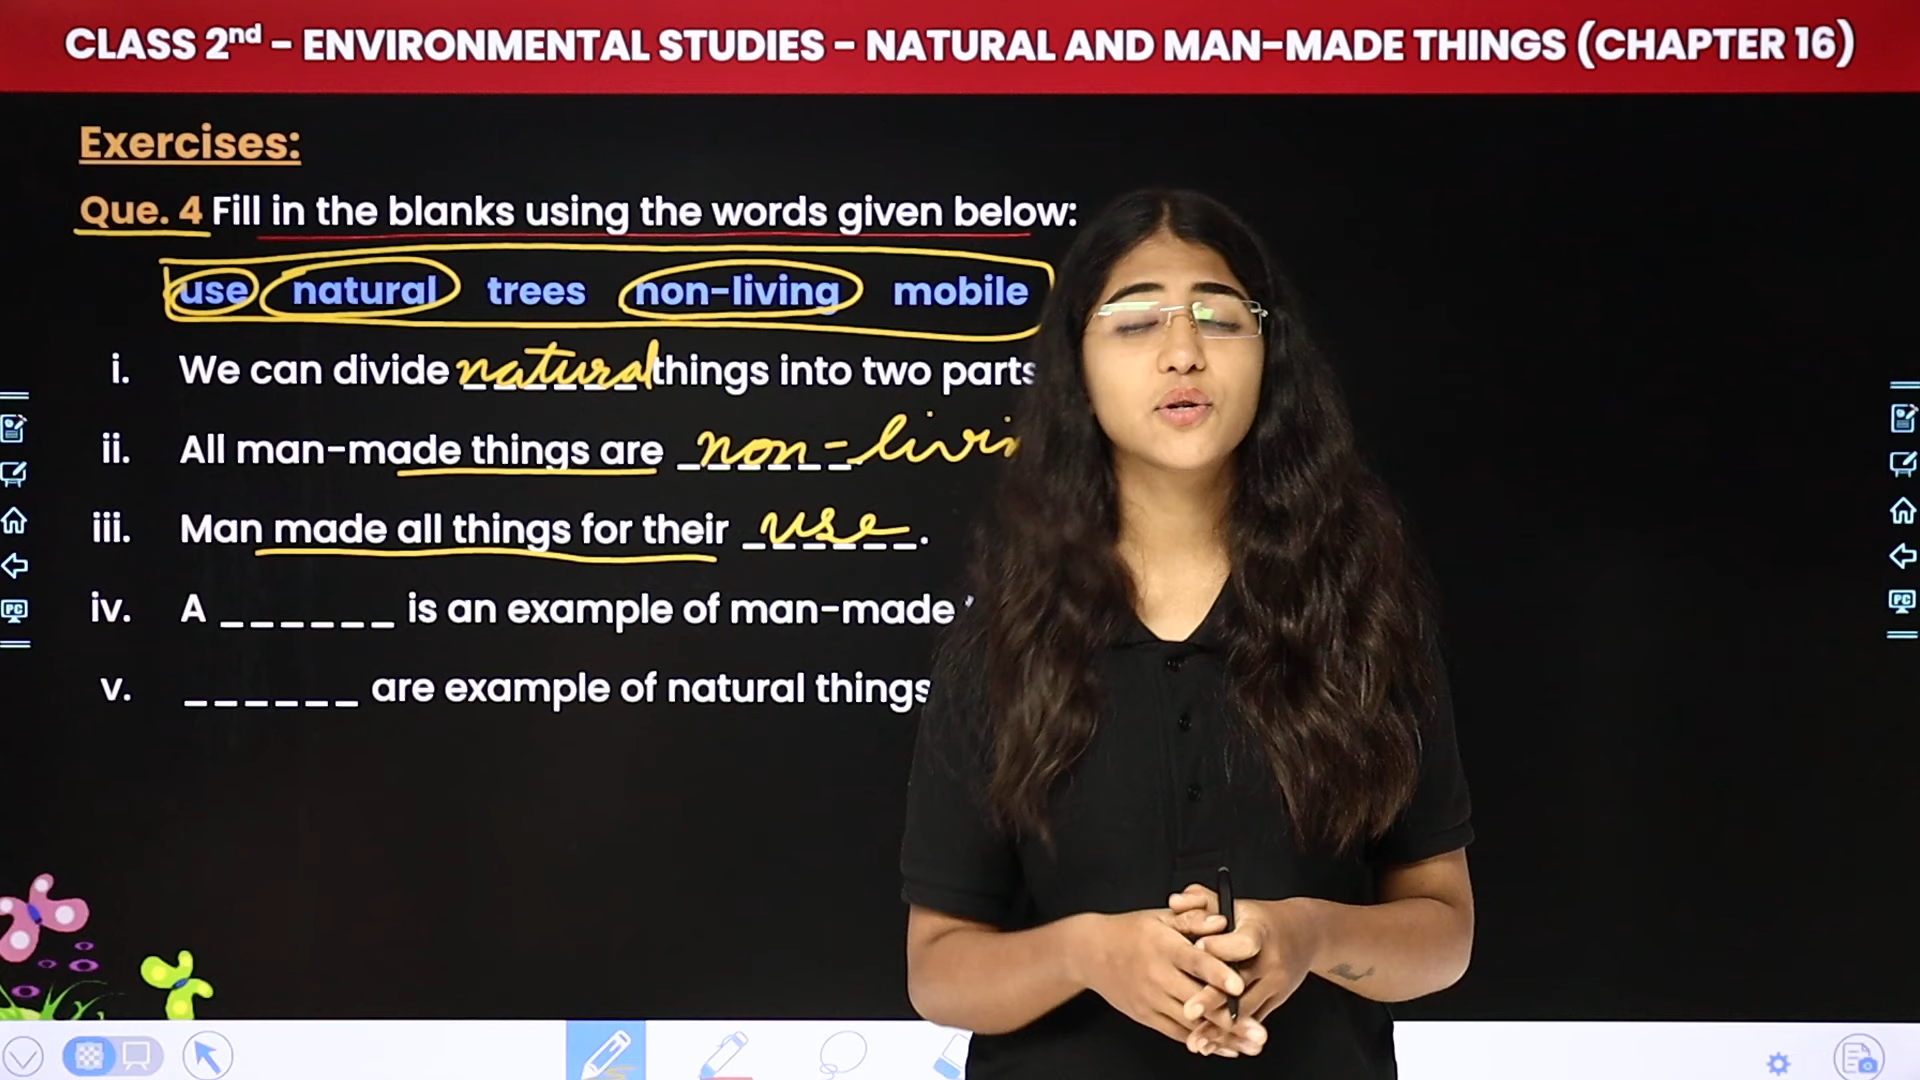 CLASS 2nd - ENVIRONMENTAL STUDIES - NATURAL AND MAN-MADE THINGS (CHAPTER 16)
Exercises:
Que. 4 Fill in the blanks using the words given below:
use natural trees non-living mobile
i. We can divide natural things into two parts
ii. All man-made things are non-livin
iii. Man made all things for their use.
iv. A ______ is an example of man-made
v. ______ are example of natural things
PC
PC